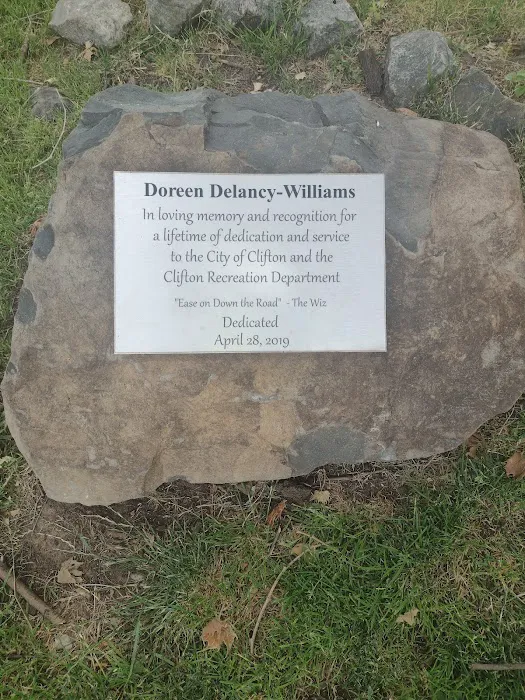 Doreen Delancy-Williams
In loving memory and recognition for
a lifetime of dedication and service
to the City of Clifton and the
Clifton Recreation Department
"Ease on Down the Road" - The Wiz
Dedicated
April 28, 2019